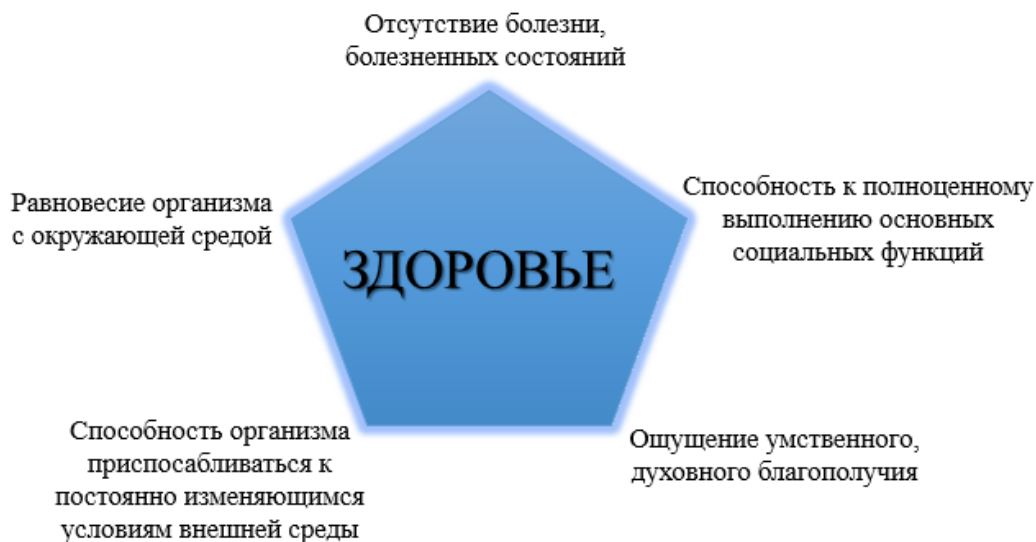 Отсутствие болезни,
болезненных состояний
Способность к полноценному
выполнению основных
социальных функций
Равновесие организма
с окружающей средой
ЗДОРОВЬЕ
Способность организма
приспосабливаться к
постоянно изменяющимся
условиям внешней среды
Ощущение умственного,
духовного благополучия